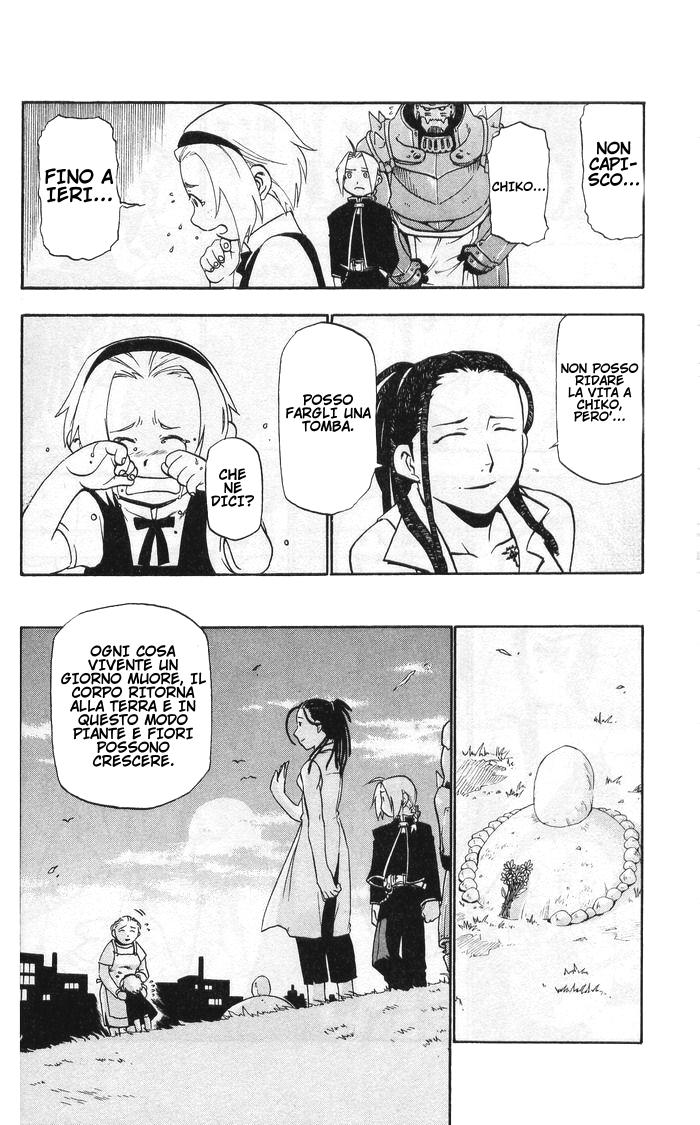 NON
CAPI-
SCO...
CHIKO...
FINO A
IERI...
NON POSSO
RIDARE
LA VITA A
CHIKO,
PERO'...
POSSO
FARGLI UNA
TOMBA.
CHE
NE
DICI?
OGNI COSA
VIVENTE UN
GIORNO MUORE, IL
CORPO RITORNA
ALLA TERRA E IN
QUESTO MODO
PIANTE E FIORI
POSSONO
CRESCERE.